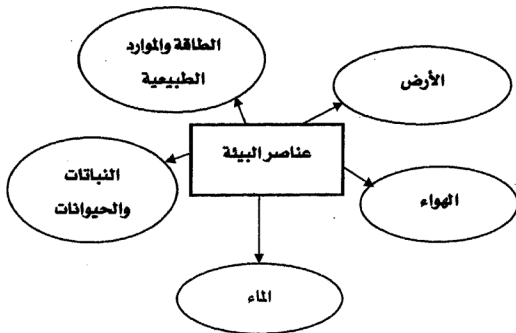 الطاقة والموارد
الطبيعية
الأرض
عناصر البيئة
النباتات
والحيوانات
الهواء
الماء